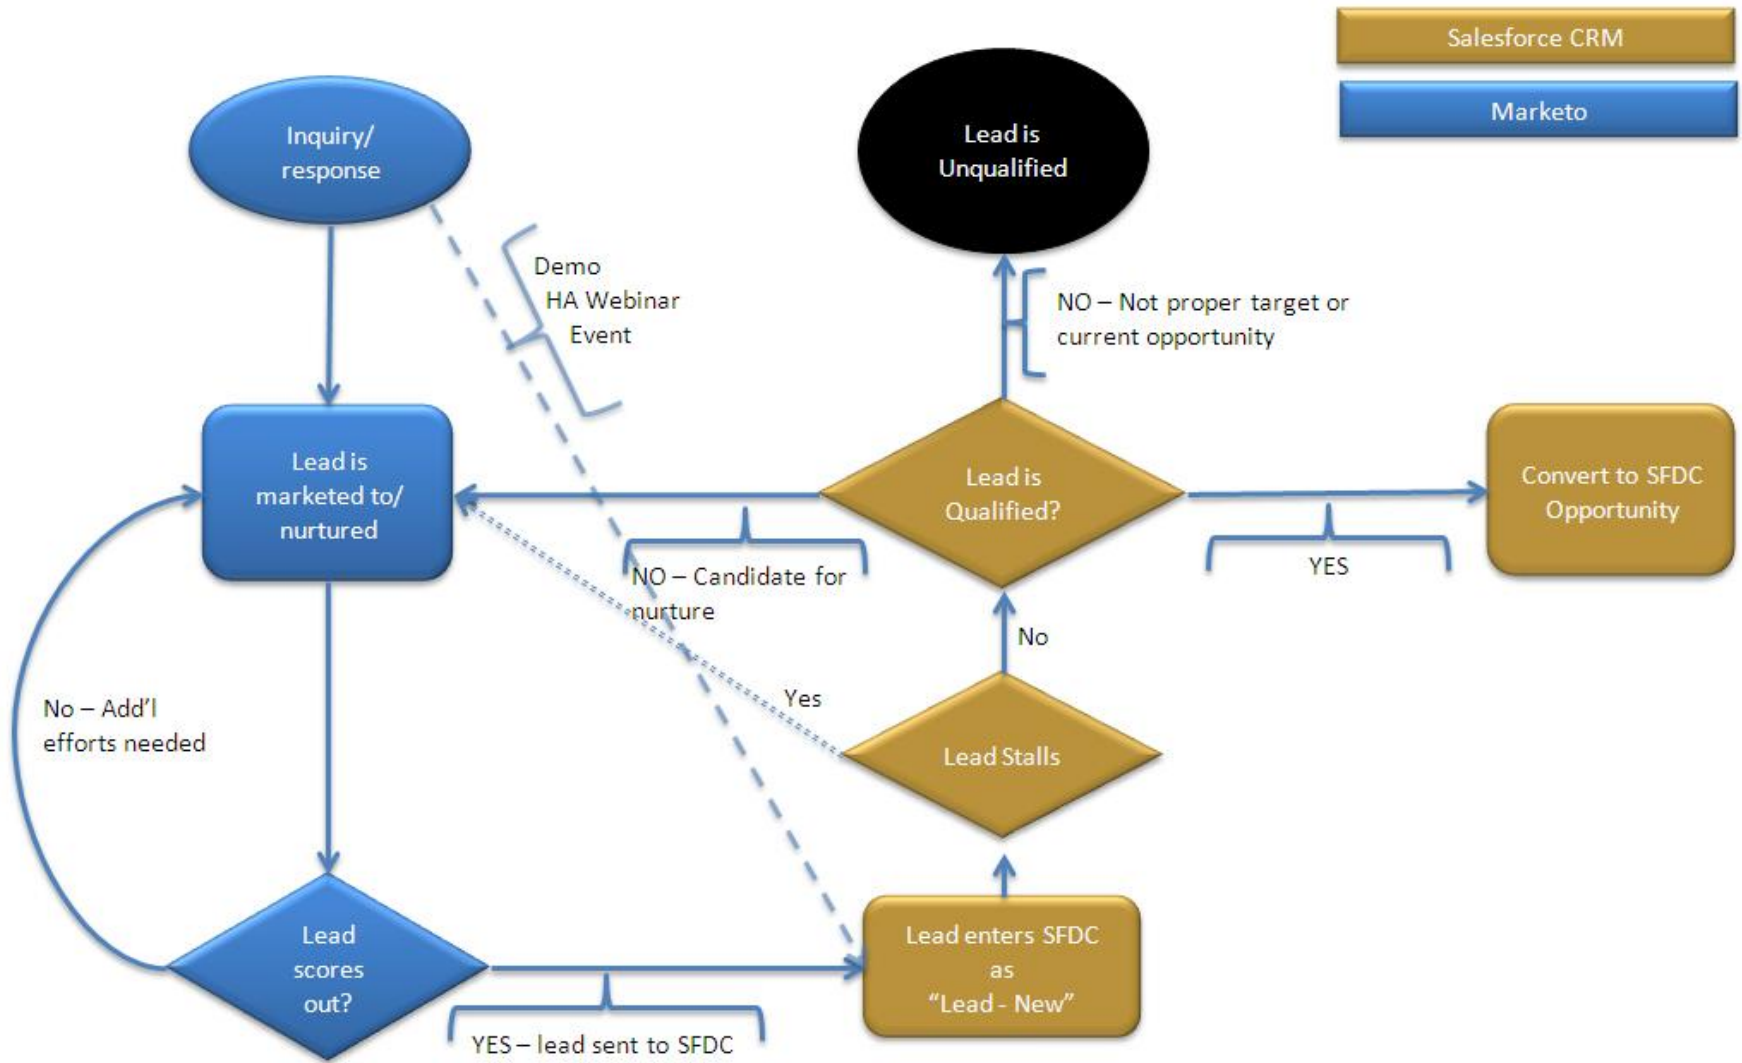 Salesforce CRM
Marketo
Inquiry/
response
Lead is
Unqualified
Demo
HA Webinar
Event
NO – Not proper target or
current opportunity
Lead is
marketed to/
nurtured
Lead is
Qualified?
Convert to SFDC
Opportunity
NO – Candidate for
nurture
YES
No
Yes
No – Add’l
efforts needed
Lead Stalls
Lead
scores
out?
Lead enters SFDC
as
“Lead - New”
YES – lead sent to SFDC